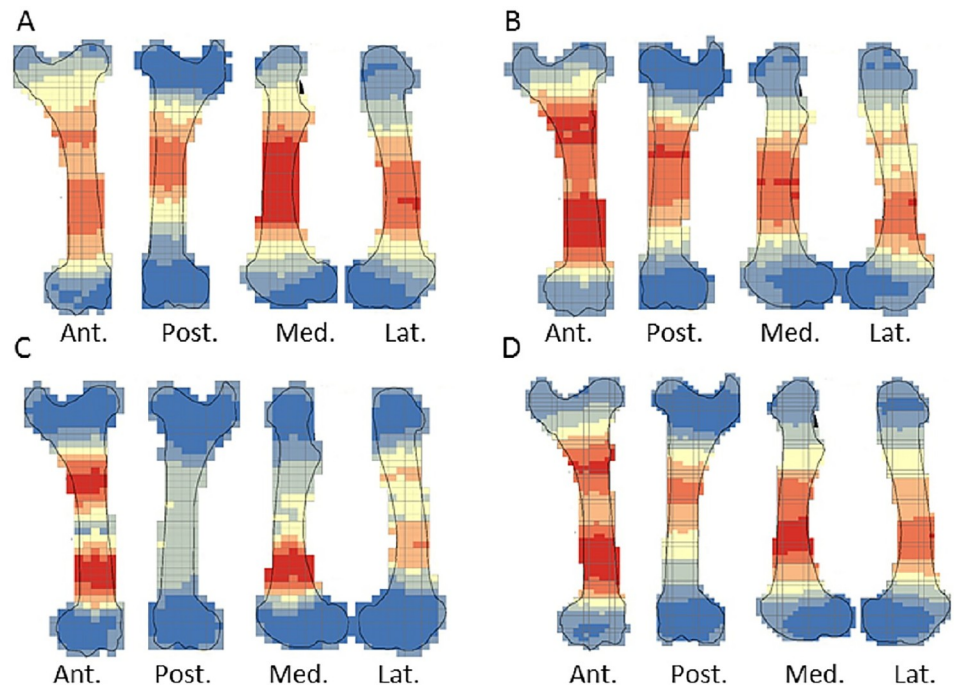 A
B
Ant. Post. Med. Lat.
Ant. Post. Med. Lat.
C
D
Ant. Post. Med. Lat.
Ant. Post. Med. Lat.